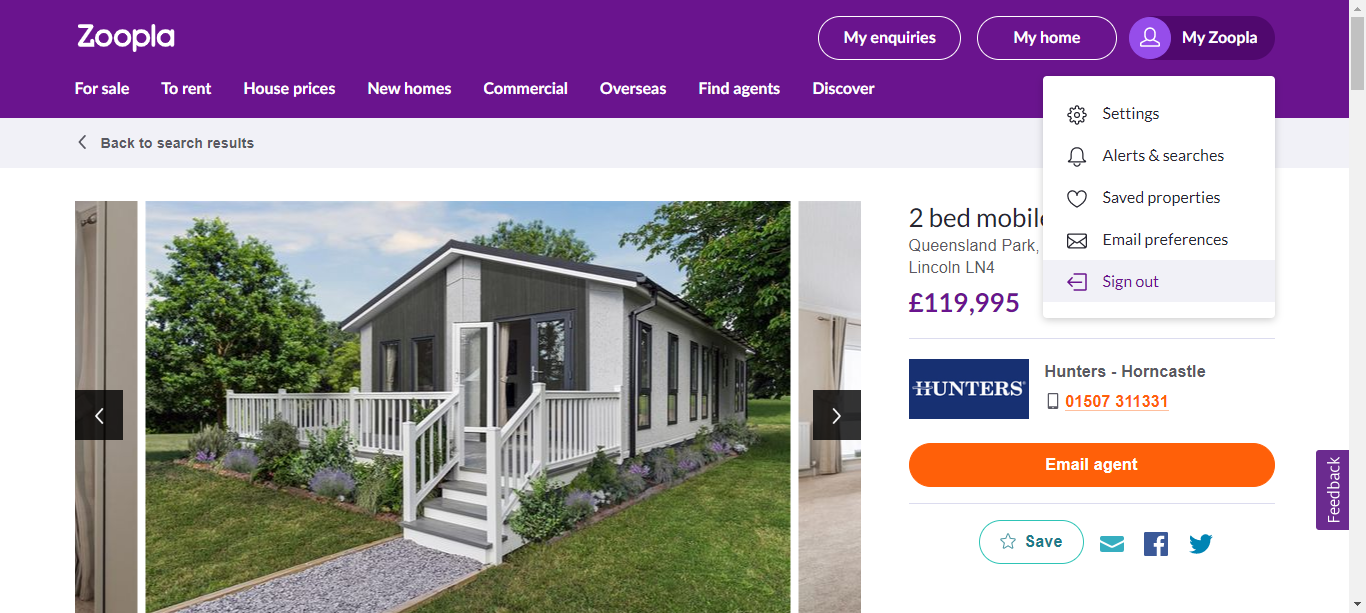 Zoopla
My enquiries
My home
My Zoopla
For sale
To rent
House prices
New homes
Commercial
Overseas
Find agents
Discover
Settings
Alerts & searches
Saved properties
Email preferences
Sign out
Back to search results
2 bed mobil
Queensland Park,
Lincoln LN4
£119,995
HUNTERS
Hunters - Horncastle
01507 311331
Email agent
Save
Feedback